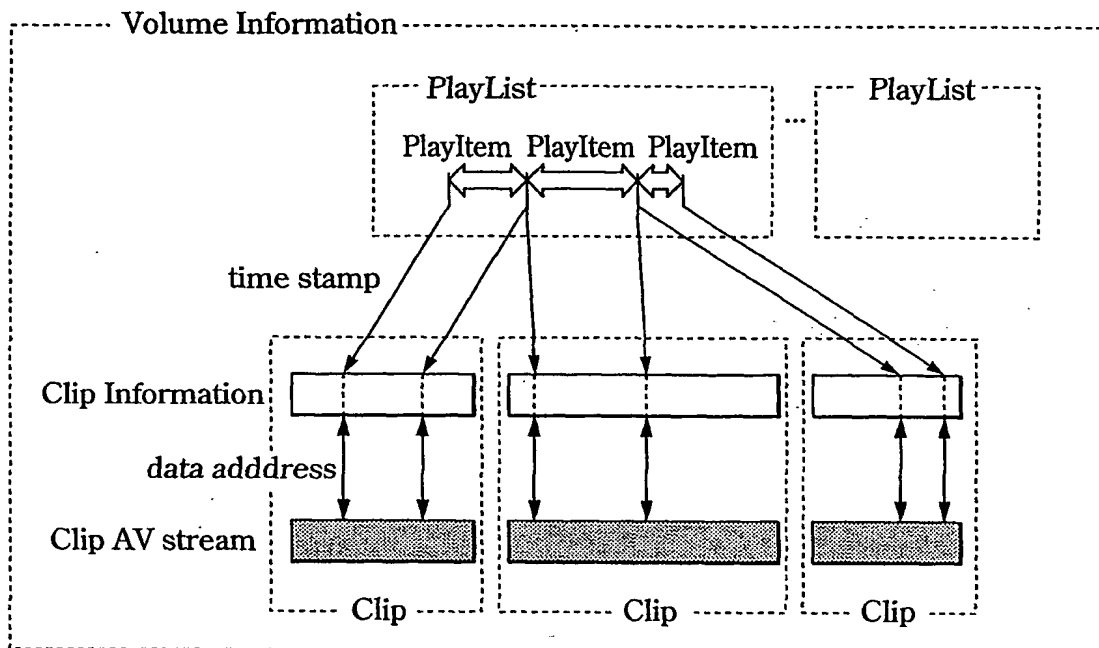 Volume Information
PlayList
PlayList
...
PlayItem PlayItem PlayItem
time stamp
Clip Information
data adddress
Clip AV stream
Clip
Clip
Clip